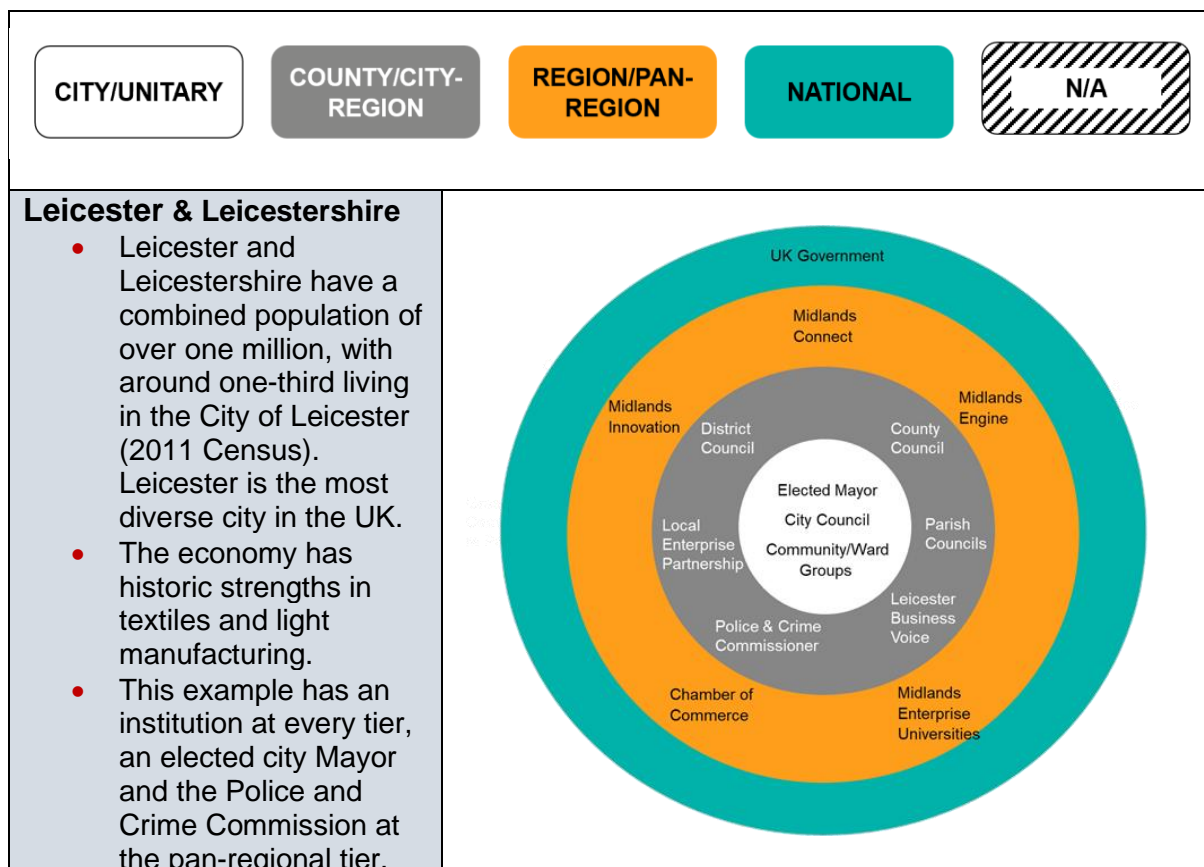 CITY/UNITARY
COUNTY/CITY-
REGION
REGION/PAN-
REGION
NATIONAL
N/A
Leicester & Leicestershire
• Leicester and
Leicestershire have a
combined population of
over one million, with
around one-third living
in the City of Leicester
(2011 Census).
Leicester is the most
diverse city in the UK.
• The economy has
historic strengths in
textiles and light
manufacturing.
• This example has an
institution at every tier,
an elected city Mayor
and the Police and
Crime Commission at
the pan-regional tier.
UK Government
Midlands
Connect
Midlands
Innovation
Midlands
Engine
District
Council
County
Council
Elected Mayor
City Council
Community/Ward
Groups
Local
Enterprise
Partnership
Parish
Councils
Leicester
Business
Voice
Police & Crime
Commissioner
Chamber of
Commerce
Midlands
Enterprise
Universities